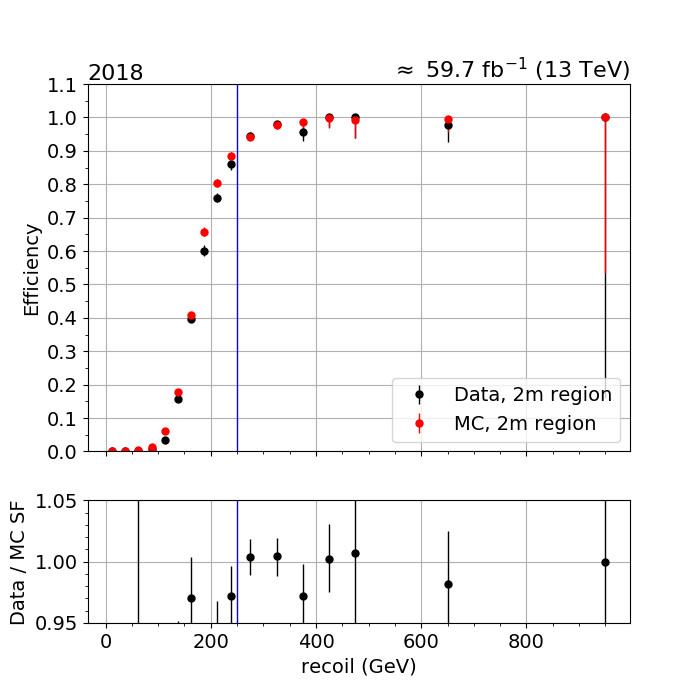 2018
≈ 59.7 fb⁻¹ (13 TeV)
1.1
1.0
0.9
0.8
0.7
0.6
0.5
0.4
0.3
0.2
0.1
0.0
Efficiency
Data, 2m region
MC, 2m region
1.05
1.00
0.95
Data / MC SF
0 200 400 600 800
recoil (GeV)